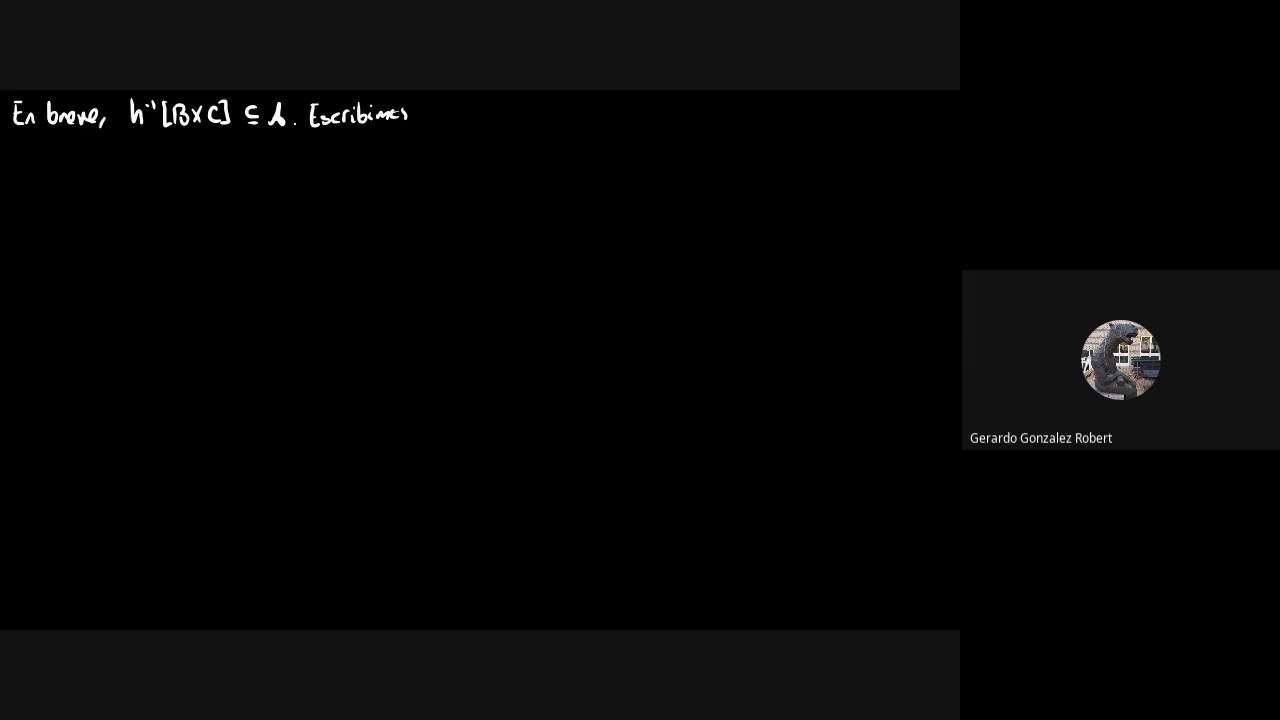 En breve, h⁻¹[B×C] ⊆ 𝒜. Escribimos
Gerardo Gonzalez Robert